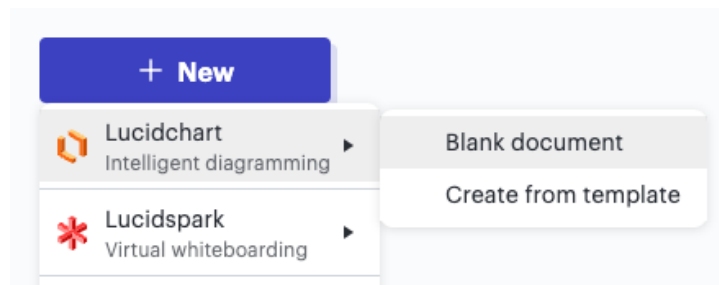 + New
Lucidchart
Intelligent diagramming
Blank document
Create from template
Lucidspark
Virtual whiteboarding